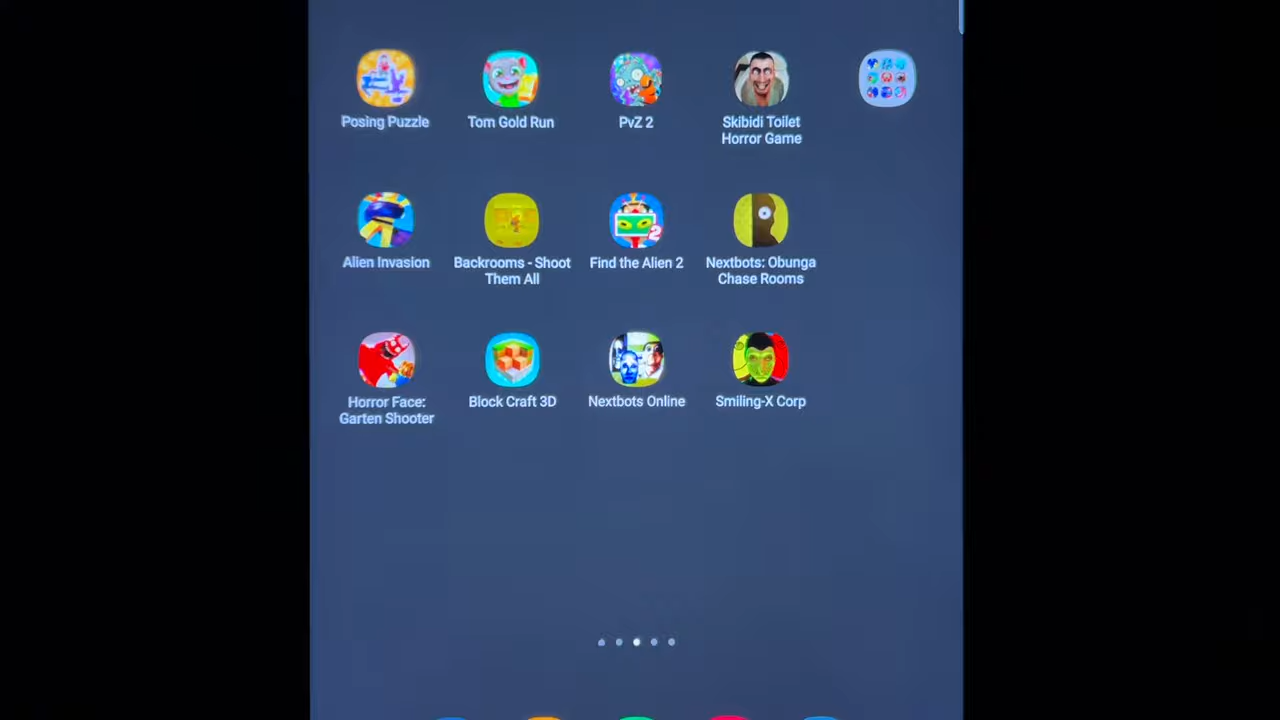 Posing Puzzle
Tom Gold Run
PvZ 2
Skibidi Toilet
Horror Game
Alien Invasion
Backrooms - Shoot
Them All
Find the Alien 2
Nextbots: Obunga
Chase Rooms
Horror Face:
Garten Shooter
Block Craft 3D
Nextbots Online
Smiling-X Corp